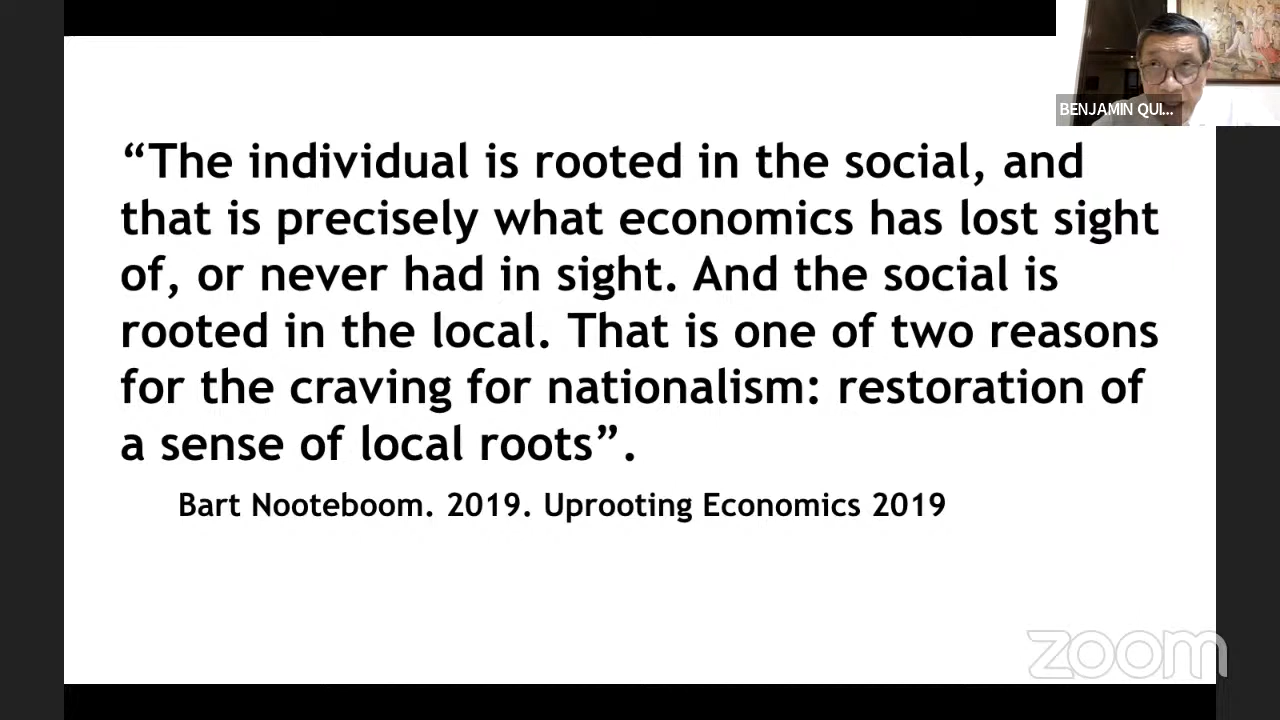 BENJAMIN QUI...
“The individual is rooted in the social, and
that is precisely what economics has lost sight
of, or never had in sight. And the social is
rooted in the local. That is one of two reasons
for the craving for nationalism: restoration of
a sense of local roots”.
Bart Nooteboom. 2019. Uprooting Economics 2019
zoom